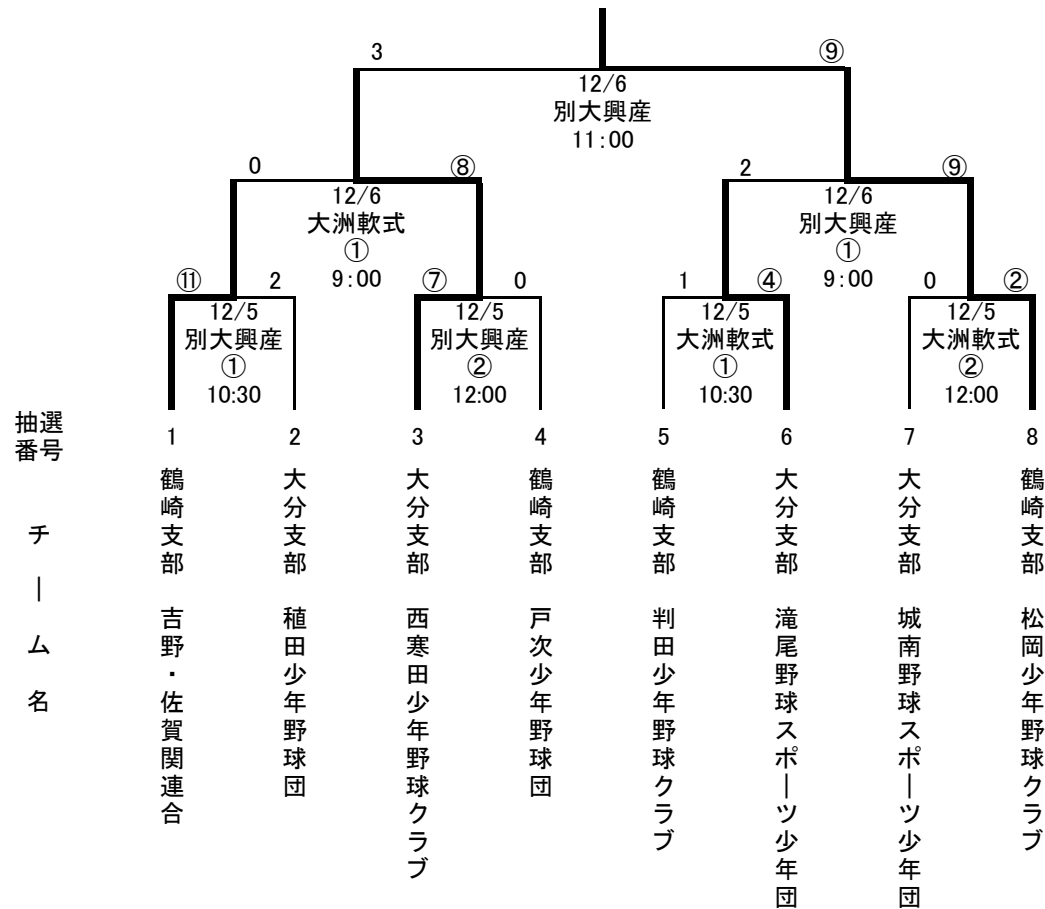 3 ⑨
12/6
別大興産
11:00
0 ⑧ 2 ⑨
12/6 12/6
大洲軟式 別大興産
① ①
9:00 9:00
⑪ 2 ⑦ 0 1 ④ 0 ②
12/5 12/5 12/5 12/5
別大興産 別大興産 大洲軟式 大洲軟式
① ② ① ②
10:30 12:00 10:30 12:00
抽選
番号
1 2 3 4 5 6 7 8
チーム名
鶴崎支部 吉野・佐賀関連合
大分支部 稙田少年野球団
大分支部 西寒田少年野球クラブ
鶴崎支部 戸次少年野球団
鶴崎支部 判田少年野球クラブ
大分支部 滝尾野球スポーツ少年団
大分支部 城南野球スポーツ少年団
鶴崎支部 松岡少年野球クラブ